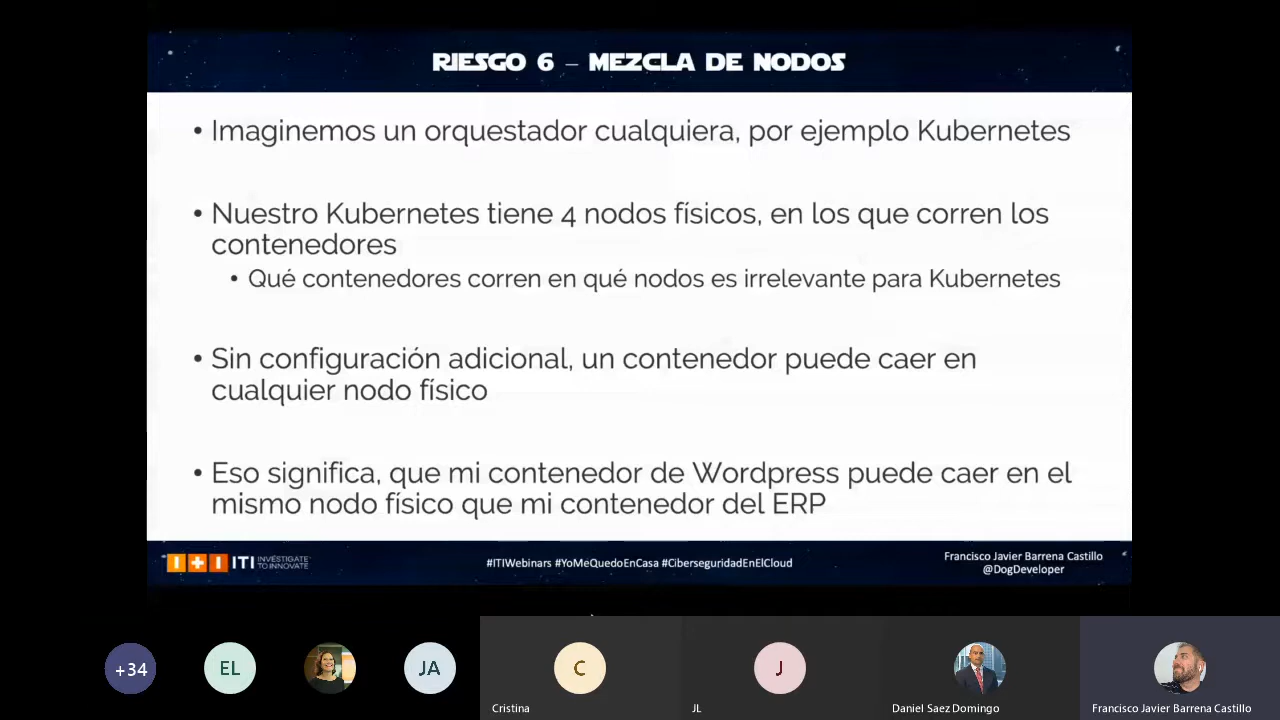 RIESGO 6 – MEZCLA DE NODOS
• Imaginemos un orquestador cualquiera, por ejemplo Kubernetes
• Nuestro Kubernetes tiene 4 nodos físicos, en los que corren los
contenedores
• Qué contenedores corren en qué nodos es irrelevante para Kubernetes
• Sin configuración adicional, un contenedor puede caer en
cualquier nodo físico
• Eso significa, que mi contenedor de Wordpress puede caer en el
mismo nodo físico que mi contenedor del ERP
I+I ITI INVESTIGATE
TO INNOVATE
#ITIWebinars #YoMeQuedoEnCasa #CiberseguridadEnElCloud
Francisco Javier Barrena Castillo
@DogDeveloper
+34
EL
JA
C
J
Cristina
JL
Daniel Saez Domingo
Francisco Javier Barrena Castillo